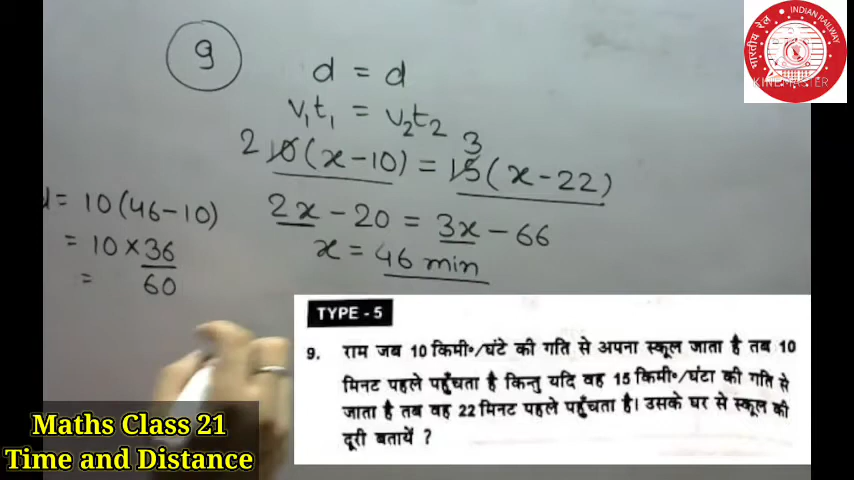 9
d = d
v₁t₁ = v₂t₂
2 3
10(x-10) = 15(x-22)
2x - 20 = 3x - 66
x = 46 min
= 10(46-10)
= 10 × 36
= 60
INDIAN RAILWAY
भारतीय रेल
KINEMASTER
TYPE - 5
9. राम जब 10 किमी०/घंटे की गति से अपना स्कूल जाता है तब 10
मिनट पहले पहुँचता है किन्तु यदि वह 15 किमी०/घंटा की गति से
जाता है तब वह 22 मिनट पहले पहुँचता है। उसके घर से स्कूल की
दूरी बतायें ?
Maths Class 21
Time and Distance